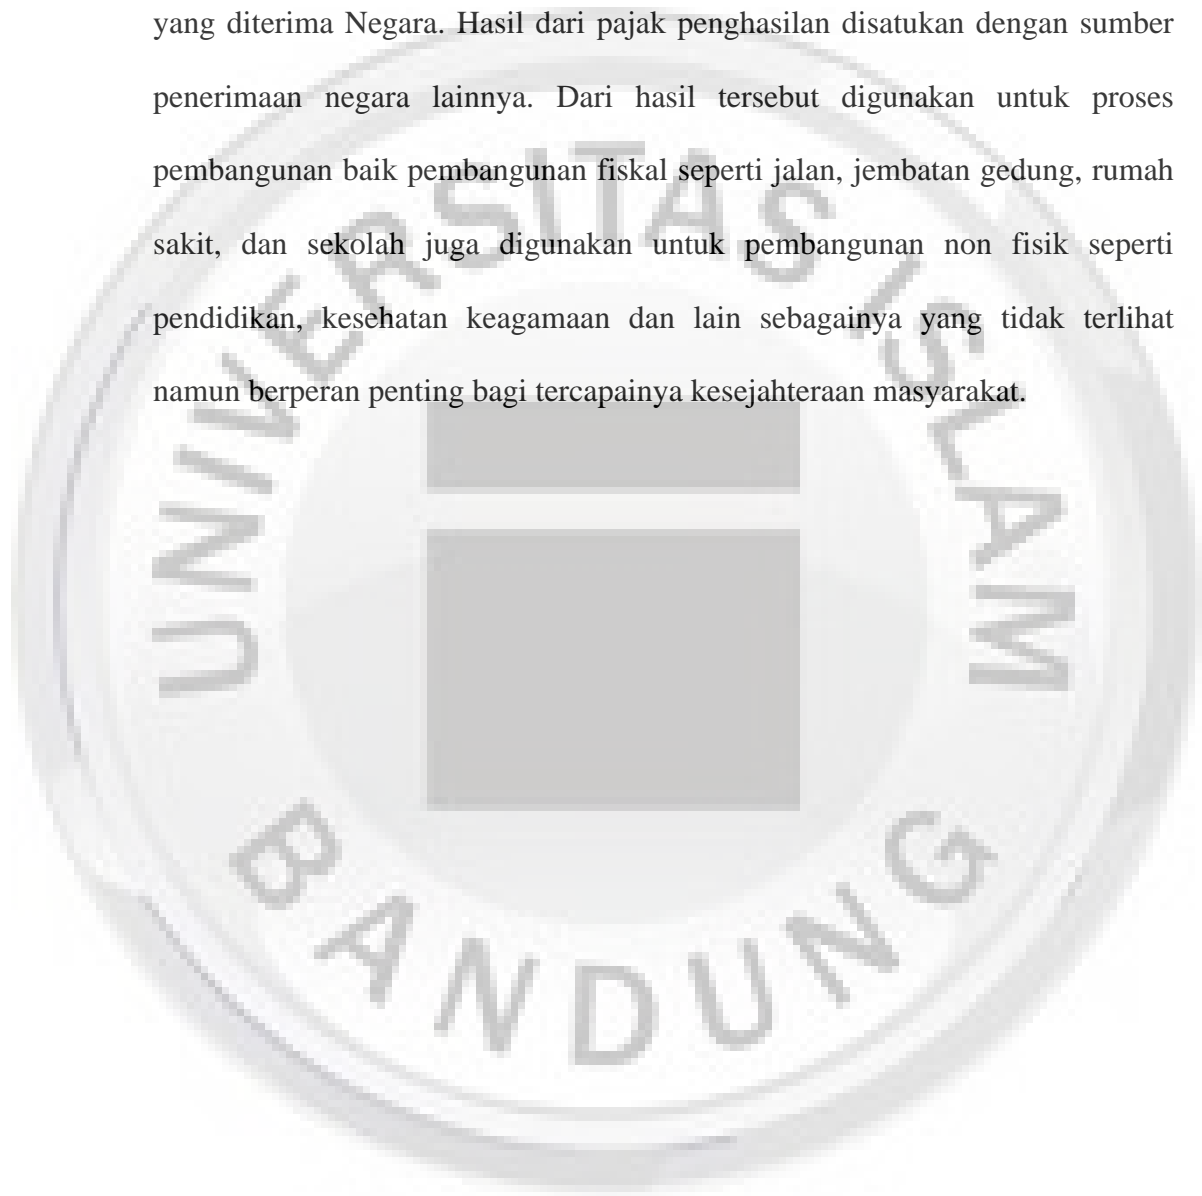 yang diterima Negara. Hasil dari pajak penghasilan disatukan dengan sumber
penerimaan negara lainnya. Dari hasil tersebut digunakan untuk proses
pembangunan baik pembangunan fiskal seperti jalan, jembatan gedung, rumah
sakit, dan sekolah juga digunakan untuk pembangunan non fisik seperti
pendidikan, kesehatan keagamaan dan lain sebagainya yang tidak terlihat
namun berperan penting bagi tercapainya kesejahteraan masyarakat.
UNIVERSITAS ISLAM
BANDUNG